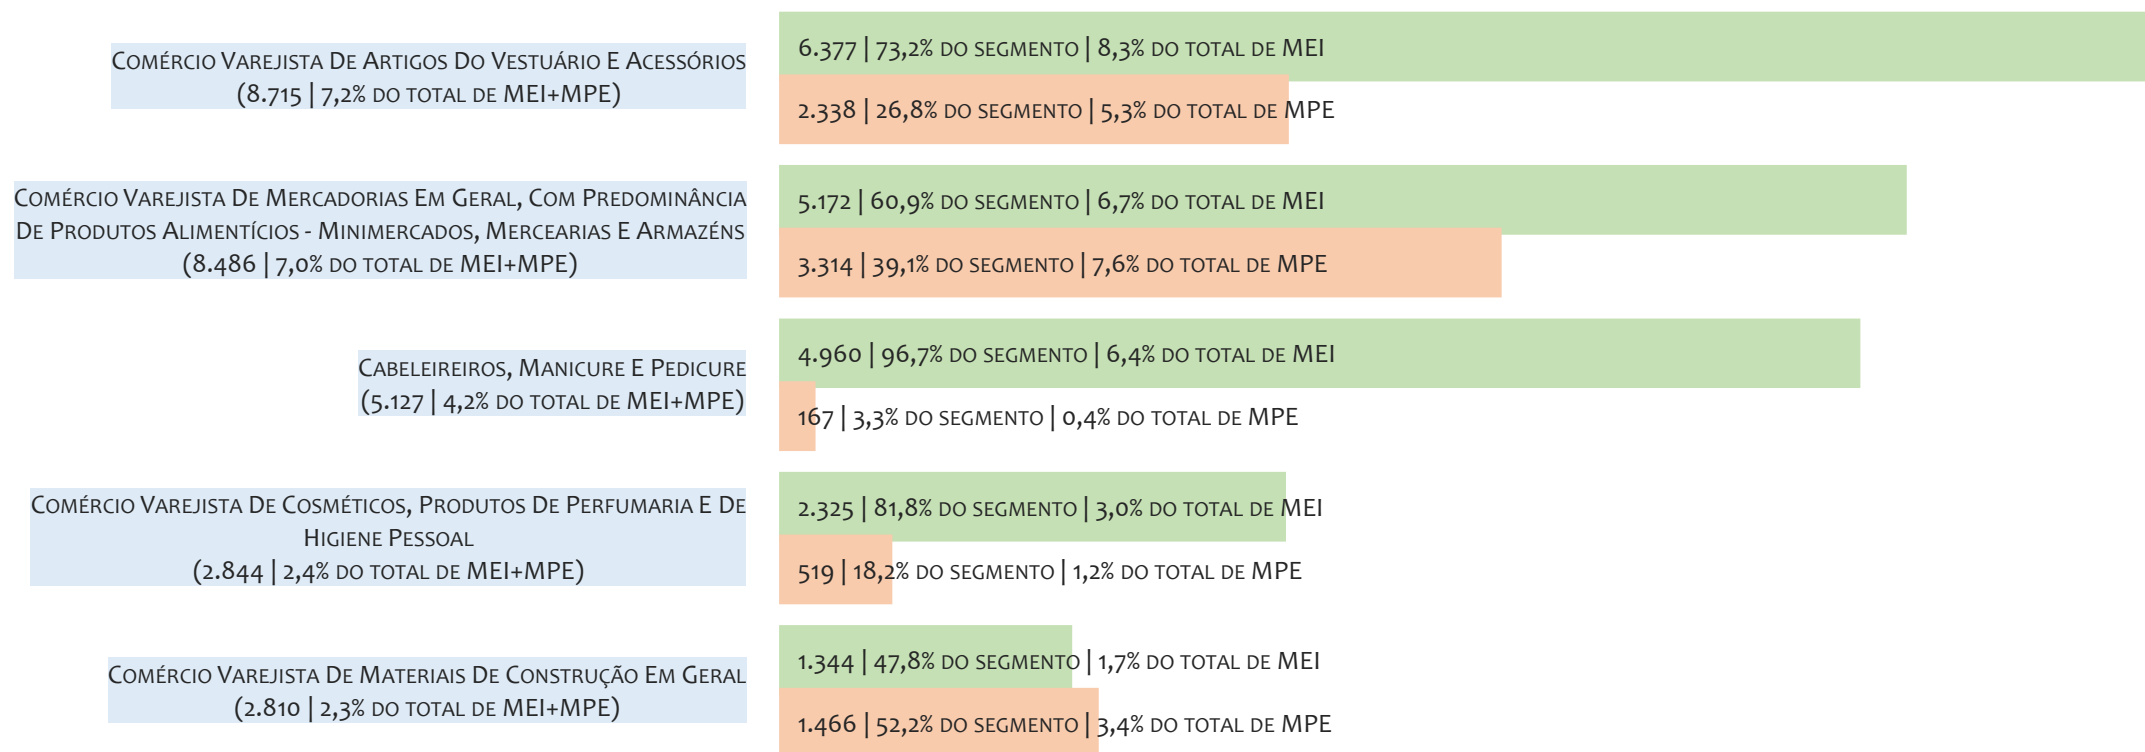 Comércio Varejista De Artigos Do Vestuário E Acessórios
(8.715 | 7,2% do total de MEI+MPE)
6.377 | 73,2% do segmento | 8,3% do total de MEI
2.338 | 26,8% do segmento | 5,3% do total de MPE
Comércio Varejista De Mercadorias Em Geral, Com Predominância
De Produtos Alimentícios - Minimercados, Mercearias E Armazéns
(8.486 | 7,0% do total de MEI+MPE)
5.172 | 60,9% do segmento | 6,7% do total de MEI
3.314 | 39,1% do segmento | 7,6% do total de MPE
Cabeleireiros, Manicure E Pedicure
(5.127 | 4,2% do total de MEI+MPE)
4.960 | 96,7% do segmento | 6,4% do total de MEI
167 | 3,3% do segmento | 0,4% do total de MPE
Comércio Varejista De Cosméticos, Produtos De Perfumaria E De
Higiene Pessoal
(2.844 | 2,4% do total de MEI+MPE)
2.325 | 81,8% do segmento | 3,0% do total de MEI
519 | 18,2% do segmento | 1,2% do total de MPE
Comércio Varejista De Materiais De Construção Em Geral
(2.810 | 2,3% do total de MEI+MPE)
1.344 | 47,8% do segmento | 1,7% do total de MEI
1.466 | 52,2% do segmento | 3,4% do total de MPE